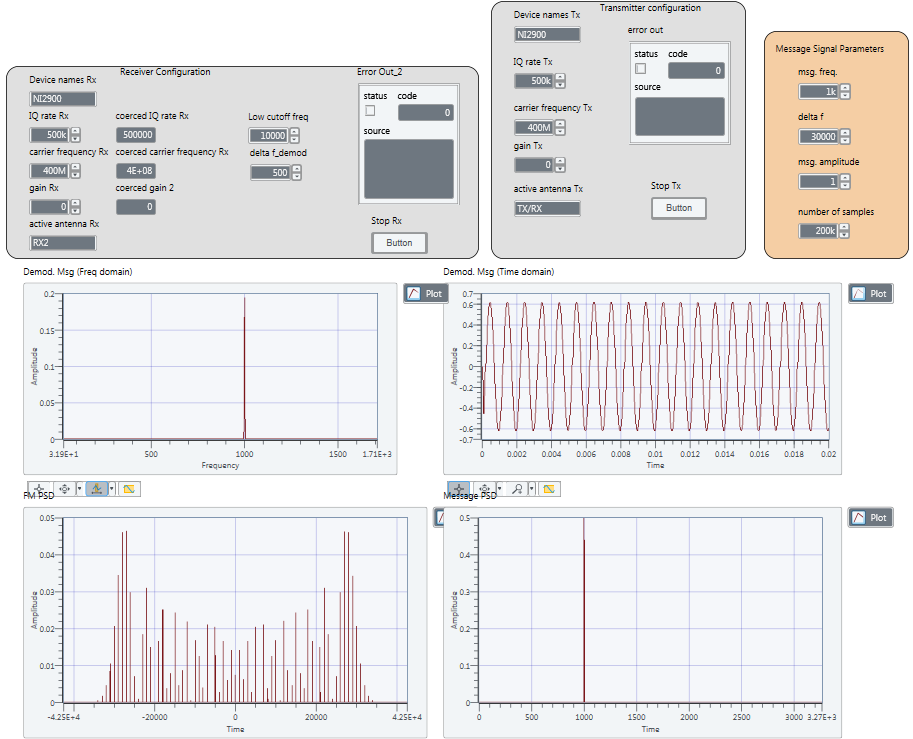 Receiver Configuration
Error Out_2
Device names Rx
NI2900
IQ rate Rx
coerced IQ rate Rx
500k
500000
carrier frequency Rx
coerced carrier frequency Rx
400M
4E+08
gain Rx
coerced gain 2
0
0
active antenna Rx
RX2
Low cutoff freq
10000
delta f_demod
500
status
code
0
source
Stop Rx
Button
Transmitter configuration
Device names Tx
NI2900
IQ rate Tx
500k
carrier frequency Tx
400M
gain Tx
0
active antenna Tx
TX/RX
error out
status
code
0
source
Stop Tx
Button
Message Signal Parameters
msg. freq.
1k
delta f
30000
msg. amplitude
1
number of samples
200k
Demod. Msg (Freq domain)
Plot
0.2
0.15
0.1
0.05
0
Amplitude
3.19E+1
500
1000
1500
1.71E+3
Frequency
Demod. Msg (Time domain)
Plot
0.7
0.6
0.4
0.2
0
-0.2
-0.4
-0.6
-0.7
Amplitude
0
0.002
0.004
0.006
0.008
0.01
0.012
0.014
0.016
0.018
0.02
Time
FM PSD
0.05
0.04
0.03
0.02
0.01
0
Amplitude
-4.25E+4
-20000
0
20000
4.25E+4
Time
Message PSD
Plot
0.5
0.4
0.3
0.2
0.1
0
Amplitude
0
500
1000
1500
2000
2500
3000
3.27E+3
Time